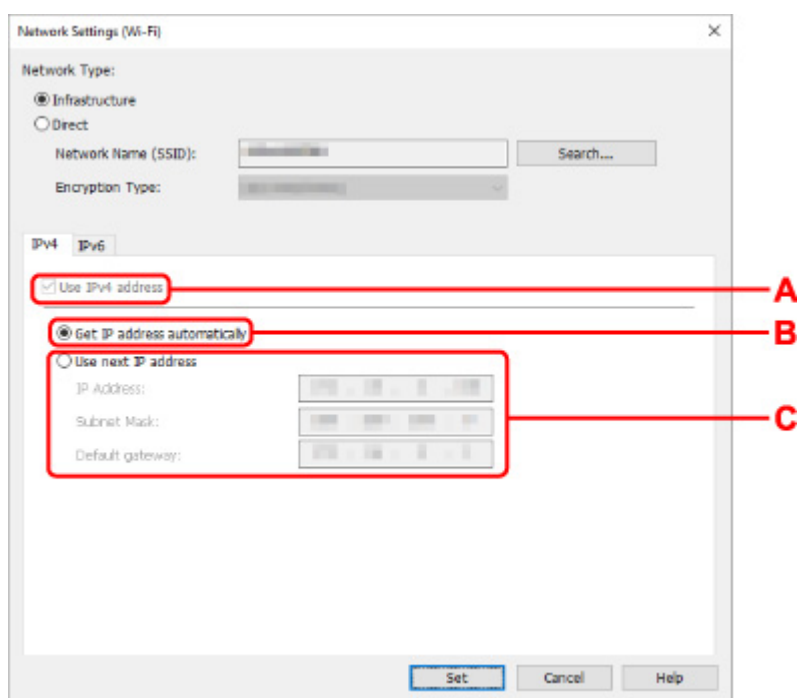 Network Settings (Wi-Fi)
Network Type:
Infrastructure
Direct
Network Name (SSID):
Search...
Encryption Type:
IPv4 IPv6
Use IPv4 address
A
Get IP address automatically
B
Use next IP address
IP Address:
Subnet Mask:
C
Default gateway:
Set Cancel Help